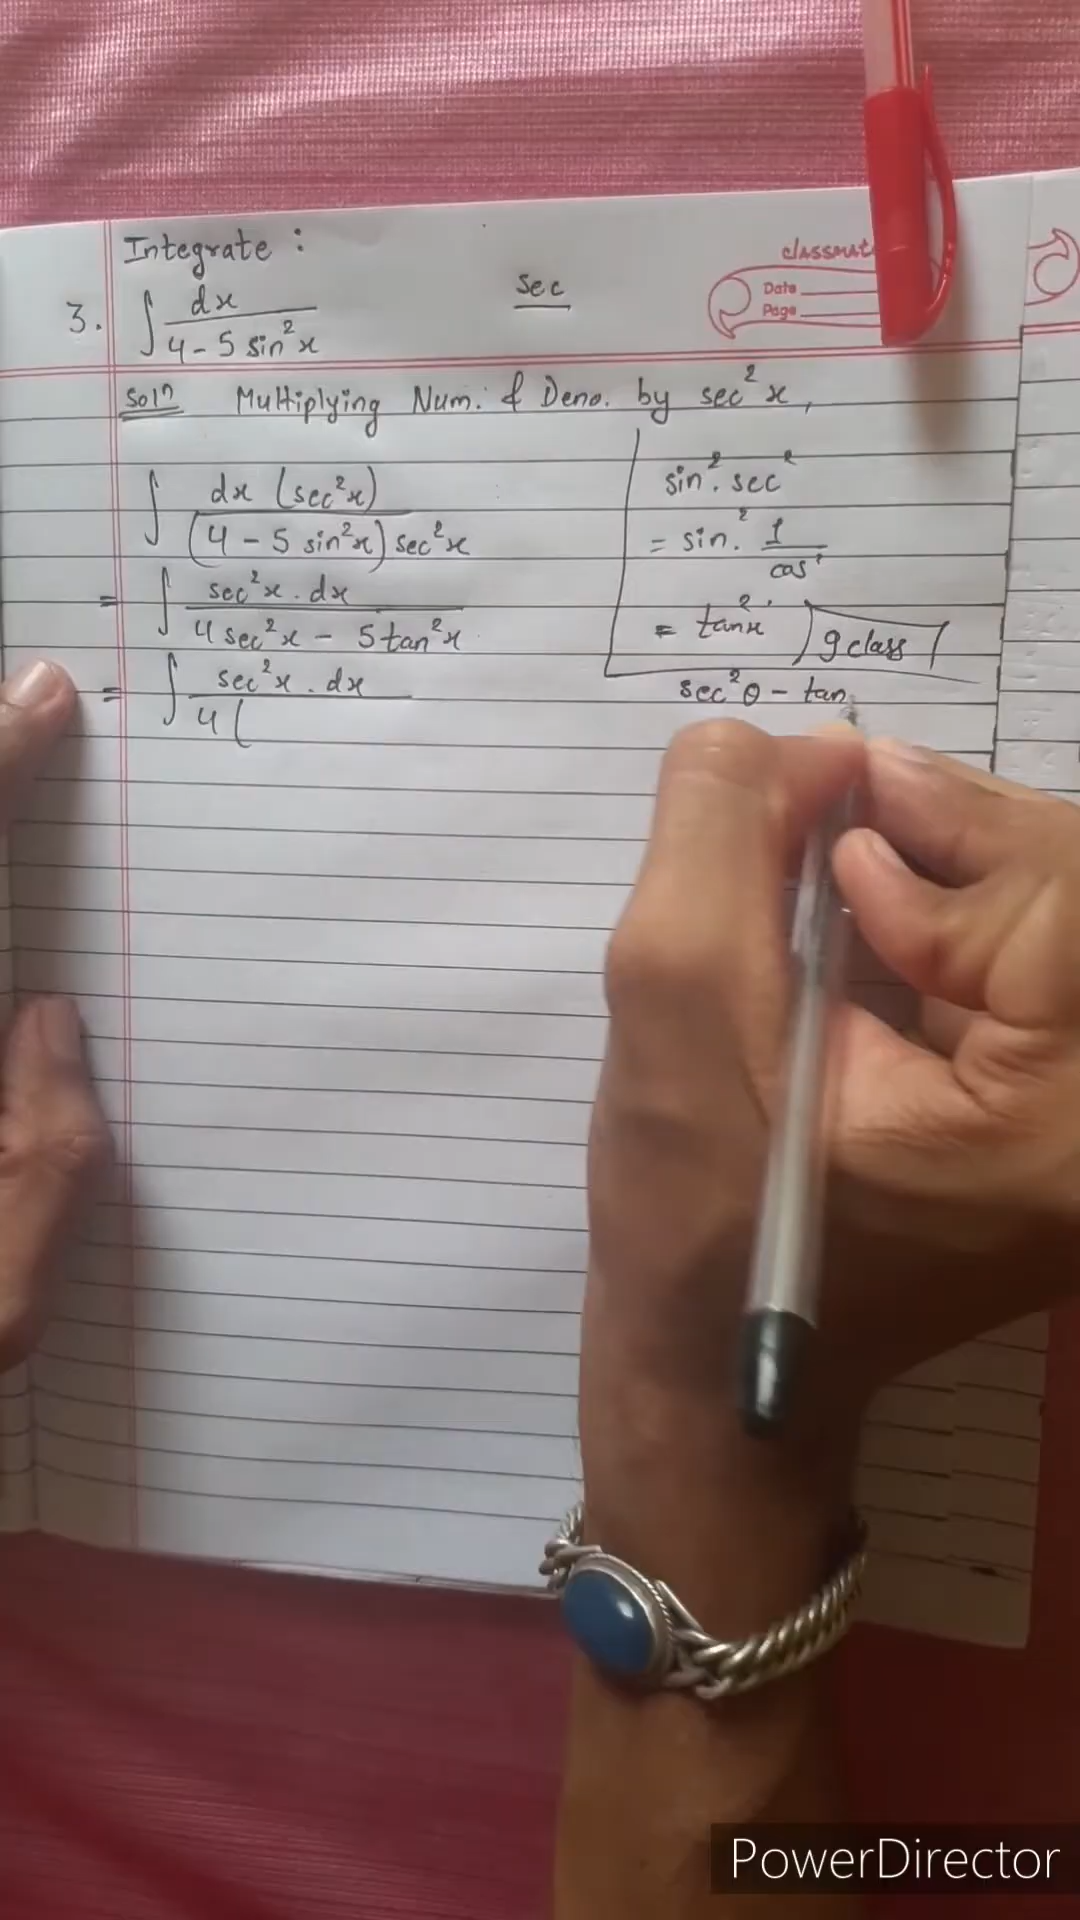 Integrate :
classmat
Date
Page
sec
3. ∫ dx / 4 - 5 sin²x
Solⁿ Multiplying Num. & Deno. by sec²x,
∫ dx (sec²x) / (4 - 5 sin²x) sec²x
= ∫ sec²x . dx / 4 sec²x - 5 tan²x
= ∫ sec²x . dx / 4 (
sin² . sec²
= sin² . 1 / cos²
= tan²x
9 class
sec²θ - tan
PowerDirector